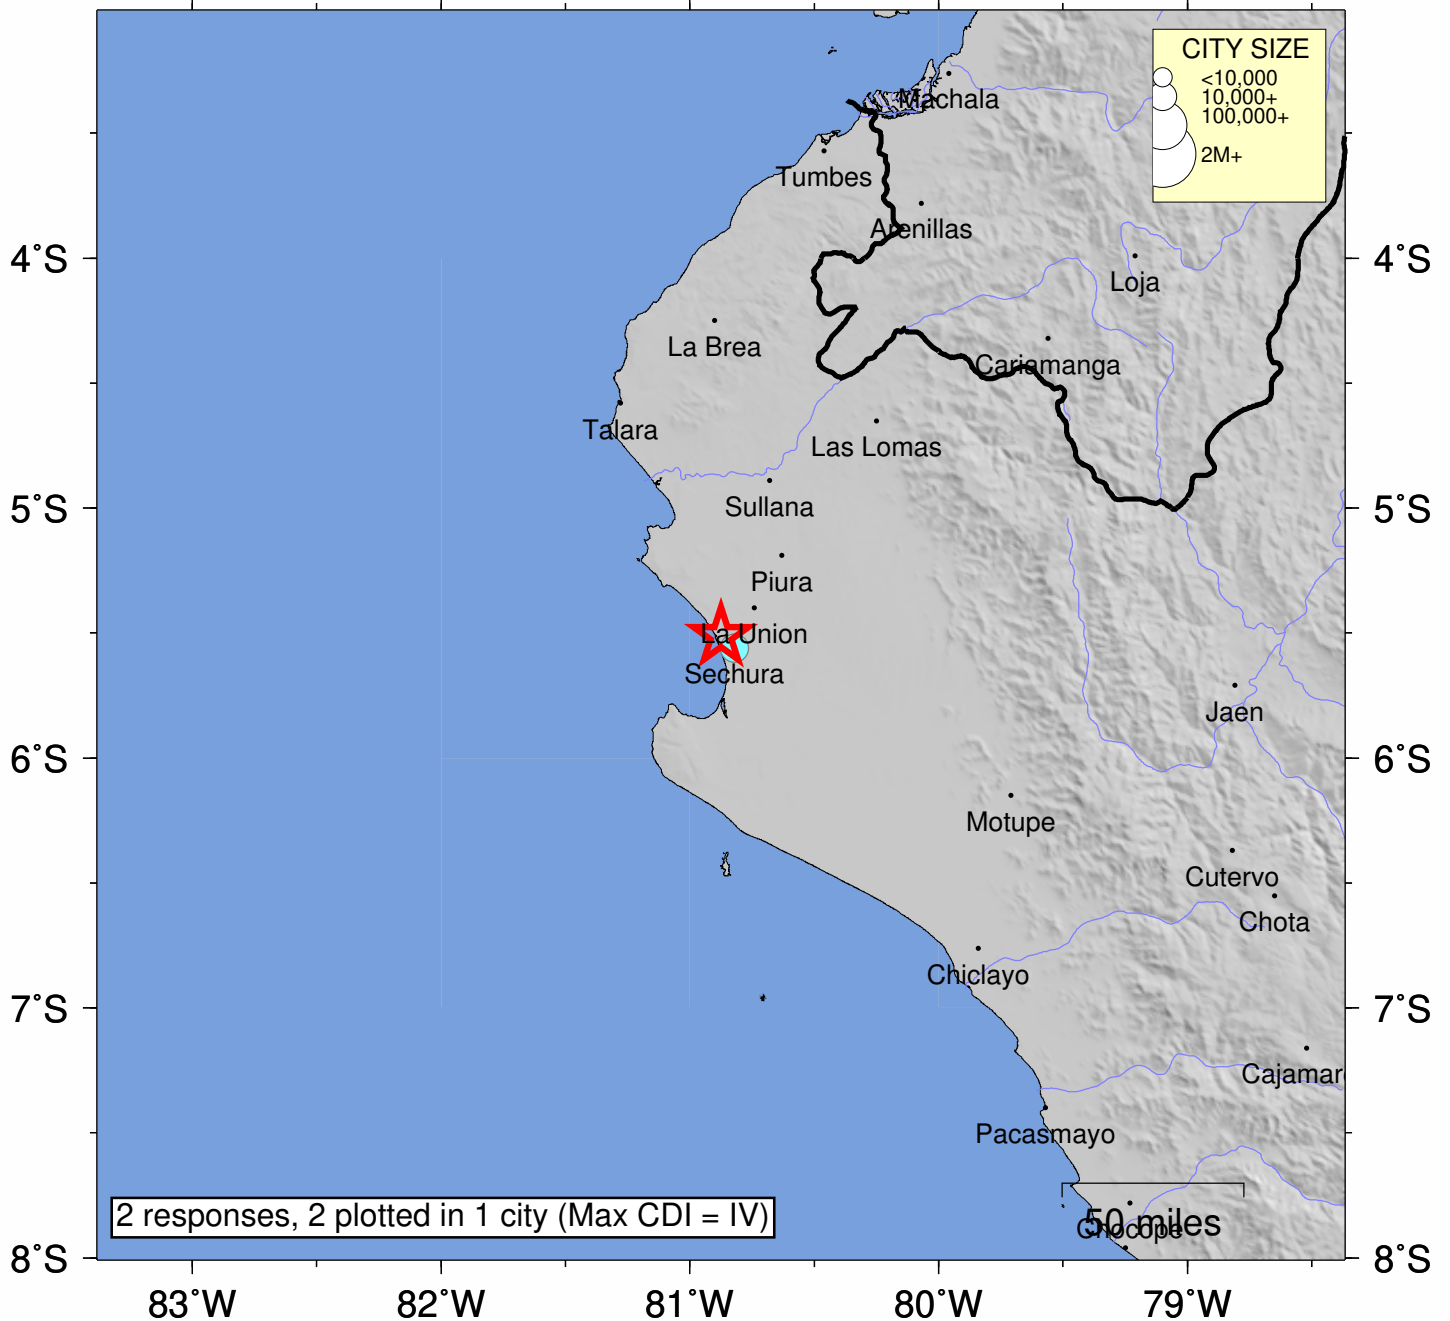 CITY SIZE
<10,000
10,000+
100,000+
2M+
Machala
Tumbes
Arenillas
4°S
4°S
Loja
La Brea
Cariamanga
Talara
Las Lomas
5°S
Sullana
5°S
Piura
La Union
Sechura
Jaen
6°S
6°S
Motupe
Cutervo
Chota
Chiclayo
7°S
7°S
Cajamar
Pacasmayo
2 responses, 2 plotted in 1 city (Max CDI = IV)
50 miles
Chocope
8°S
8°S
83°W
82°W
81°W
80°W
79°W